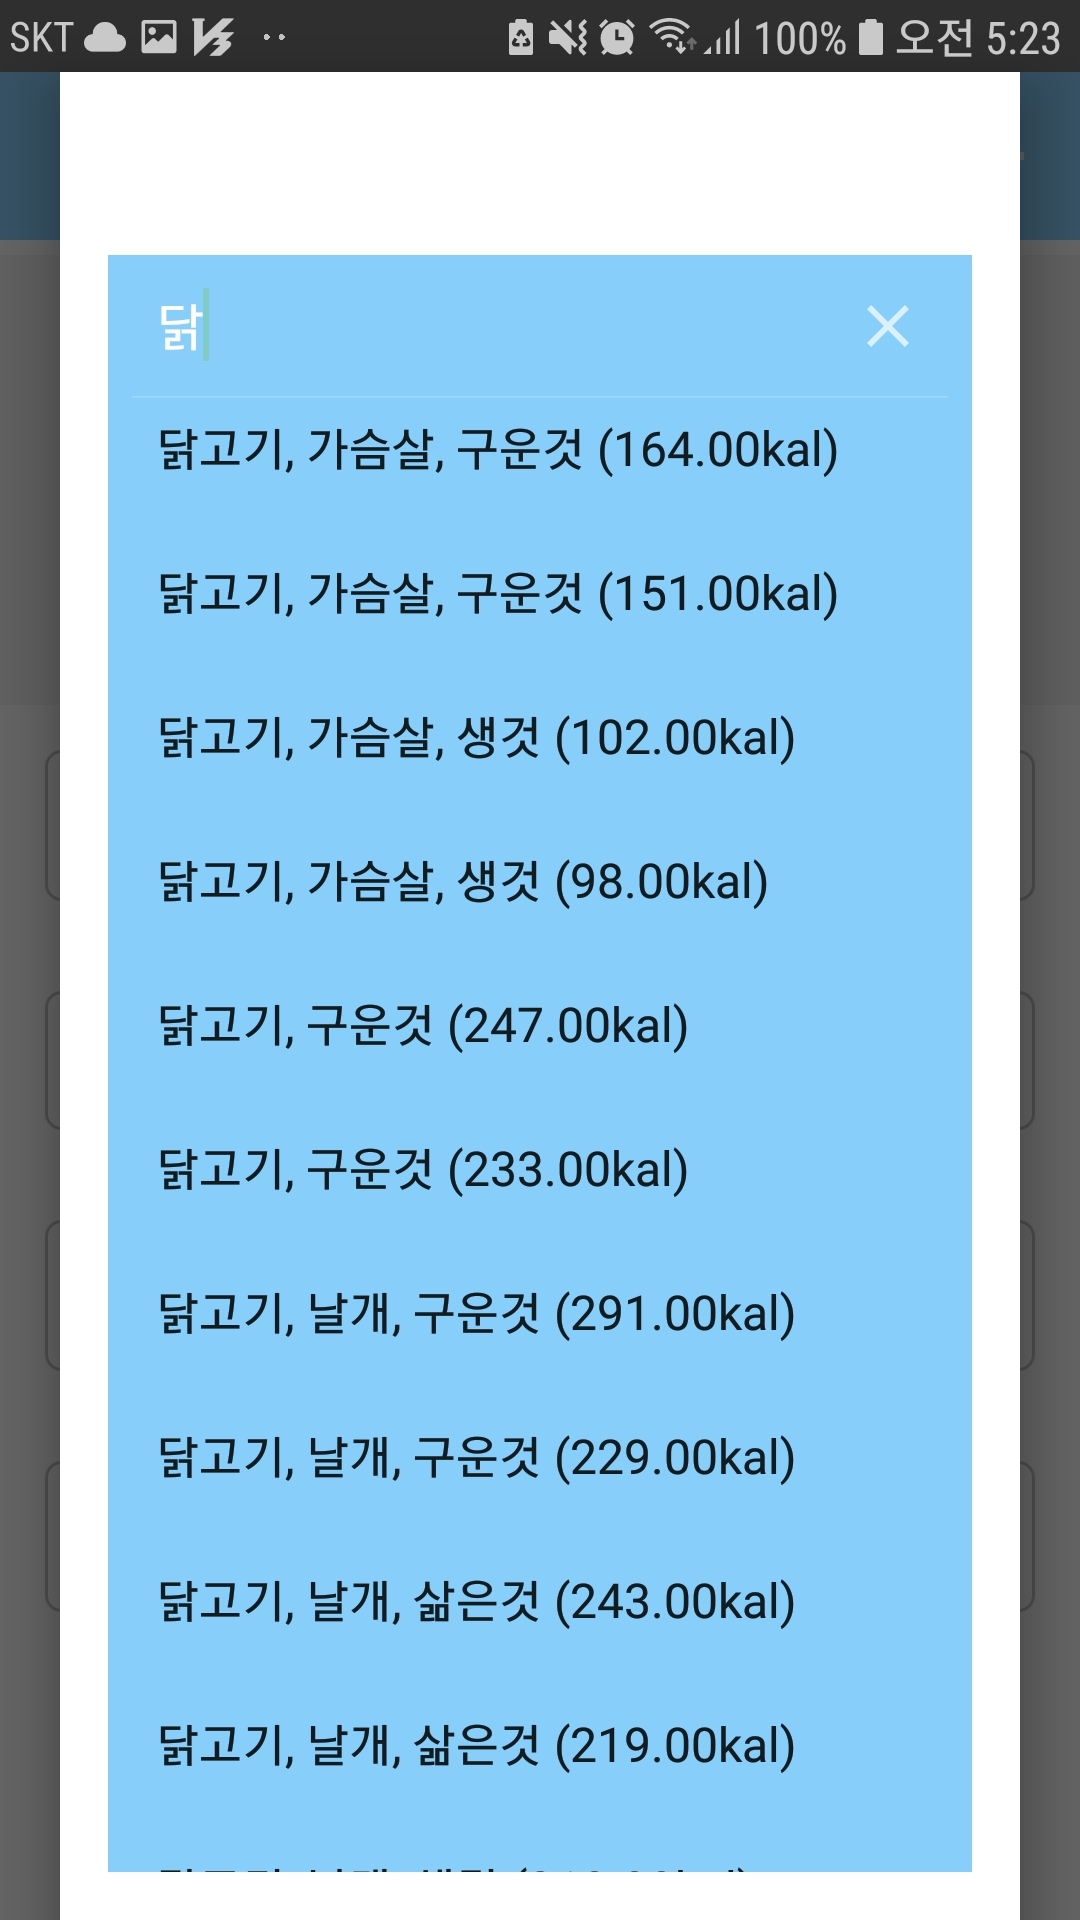 SKT 100% 오전 5:23
닭
닭고기, 가슴살, 구운것 (164.00kal)
닭고기, 가슴살, 구운것 (151.00kal)
닭고기, 가슴살, 생것 (102.00kal)
닭고기, 가슴살, 생것 (98.00kal)
닭고기, 구운것 (247.00kal)
닭고기, 구운것 (233.00kal)
닭고기, 날개, 구운것 (291.00kal)
닭고기, 날개, 구운것 (229.00kal)
닭고기, 날개, 삶은것 (243.00kal)
닭고기, 날개, 삶은것 (219.00kal)